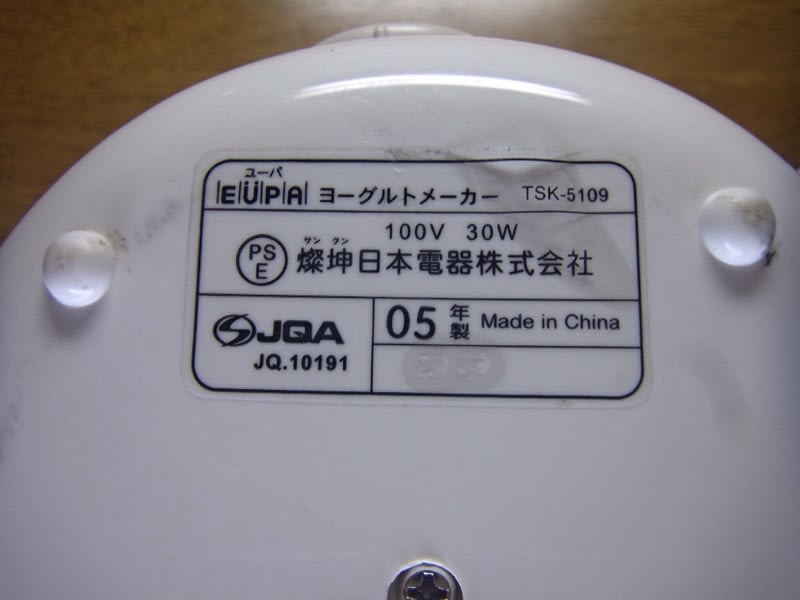 ユーパ
EUPA ヨーグルトメーカー TSK-5109
100V 30W
サン クン
PS
E 燦坤日本電器株式会社
JQA
JQ.10191
05 年製 Made in China